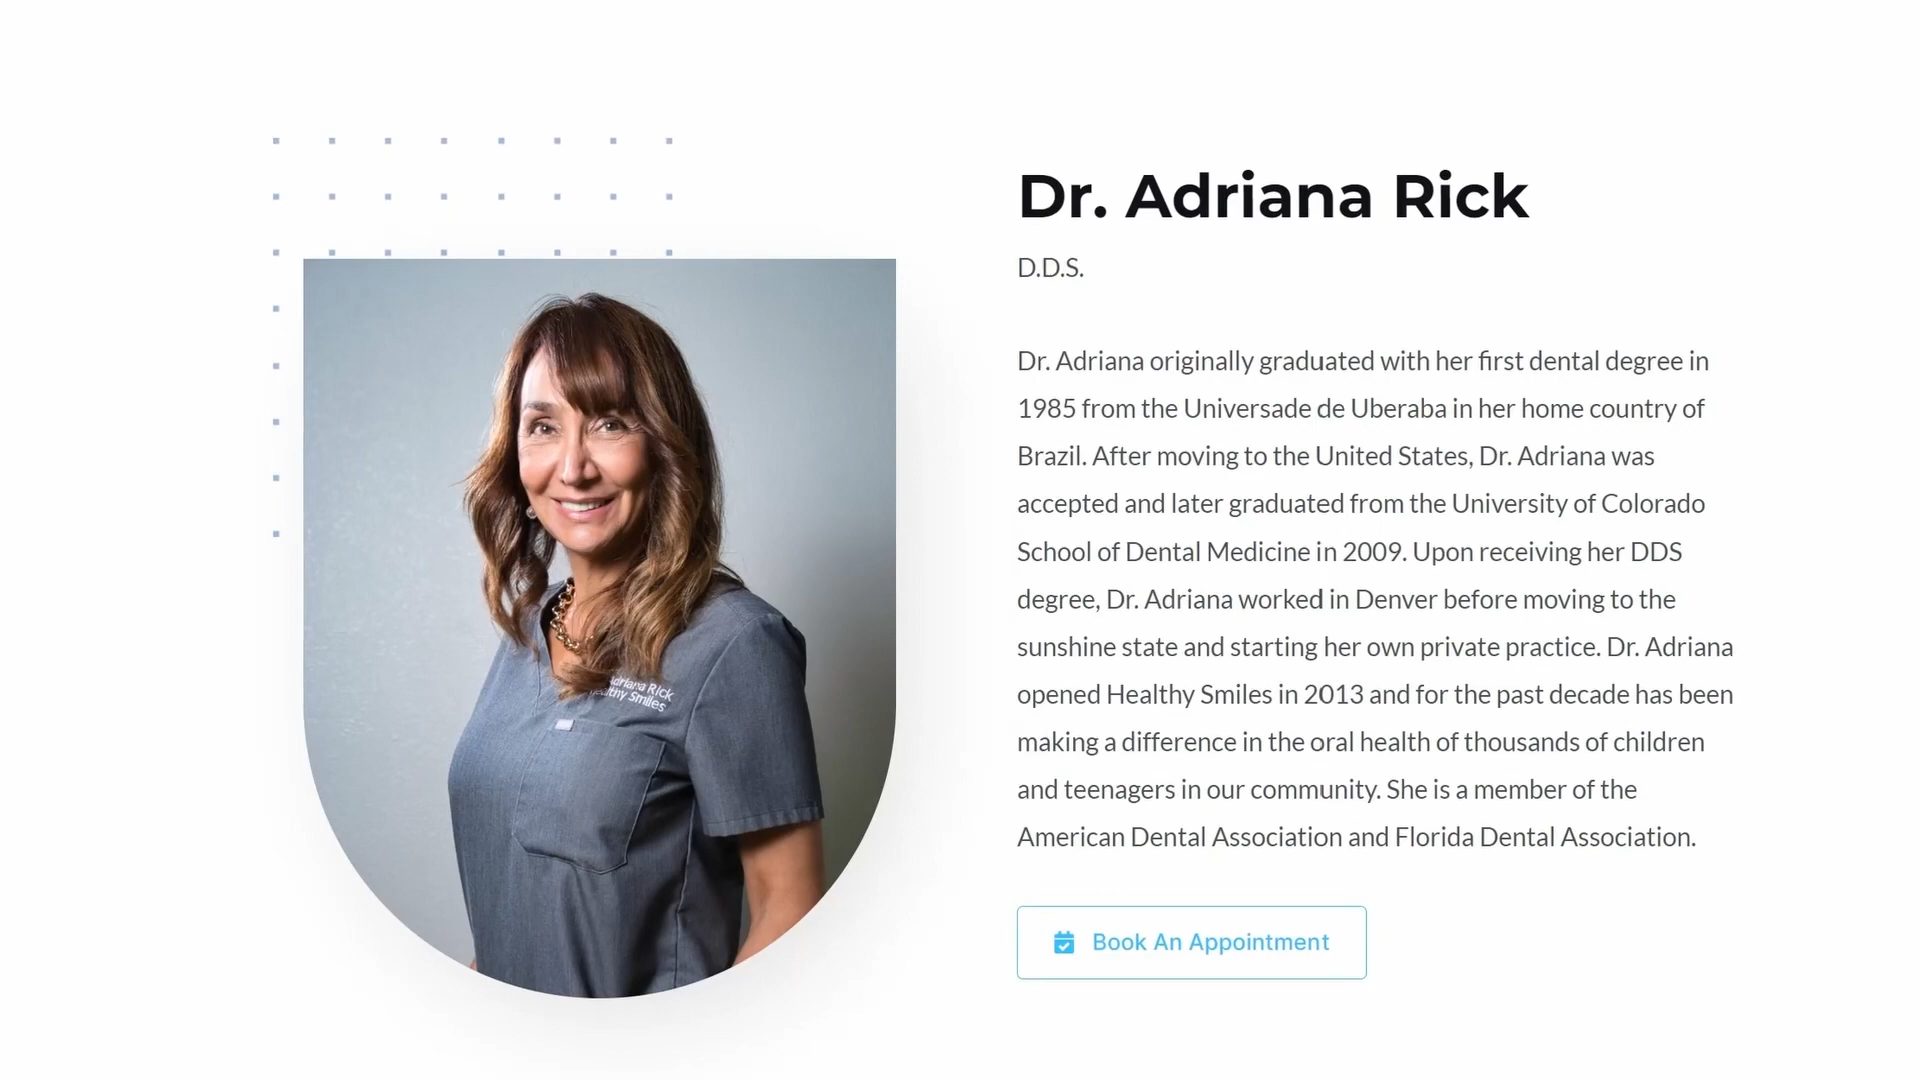 Dr. Adriana Rick
D.D.S.
Dr. Adriana originally graduated with her first dental degree in
1985 from the Universade de Uberaba in her home country of
Brazil. After moving to the United States, Dr. Adriana was
accepted and later graduated from the University of Colorado
School of Dental Medicine in 2009. Upon receiving her DDS
degree, Dr. Adriana worked in Denver before moving to the
sunshine state and starting her own private practice. Dr. Adriana
opened Healthy Smiles in 2013 and for the past decade has been
making a difference in the oral health of thousands of children
and teenagers in our community. She is a member of the
American Dental Association and Florida Dental Association.
Book An Appointment
Rick
Smiles